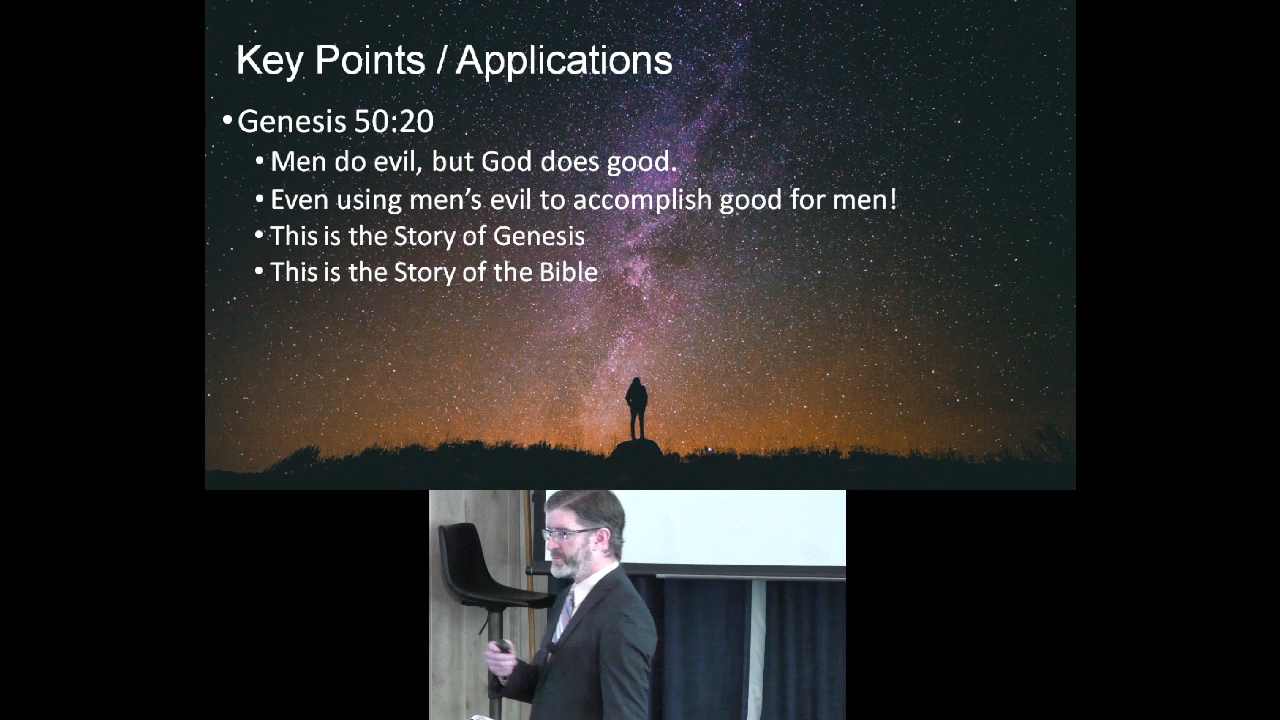 Key Points / Applications
•Genesis 50:20
•Men do evil, but God does good.
•Even using men’s evil to accomplish good for men!
•This is the Story of Genesis
•This is the Story of the Bible